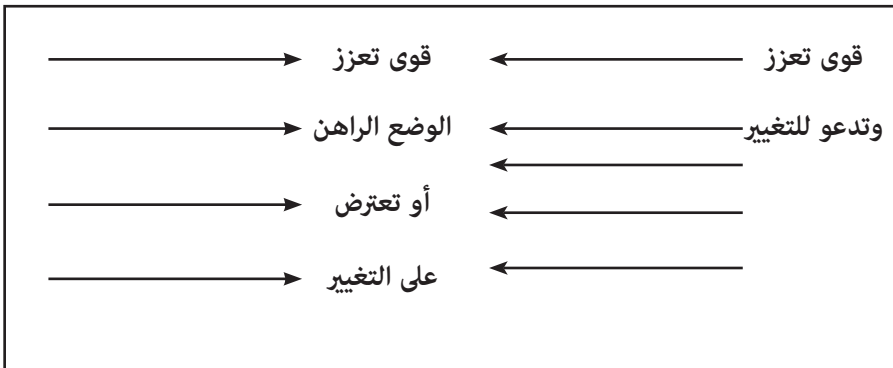 قوى تعزز
وتدعو للتغيير
قوى تعزز
الوضع الراهن
أو تعترض
على التغيير